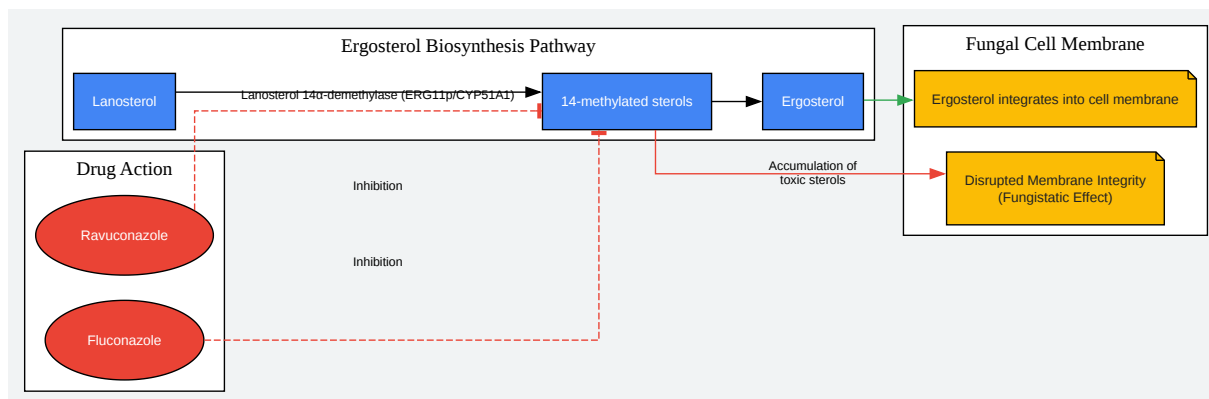 Ergosterol Biosynthesis Pathway
Lanosterol
Lanosterol 14α-demethylase (ERG11p/CYP51A1)
14-methylated sterols
Ergosterol
Fungal Cell Membrane
Ergosterol integrates into cell membrane
Disrupted Membrane Integrity
(Fungistatic Effect)
Accumulation of
toxic sterols
Drug Action
Ravuconazole
Fluconazole
Inhibition
Inhibition